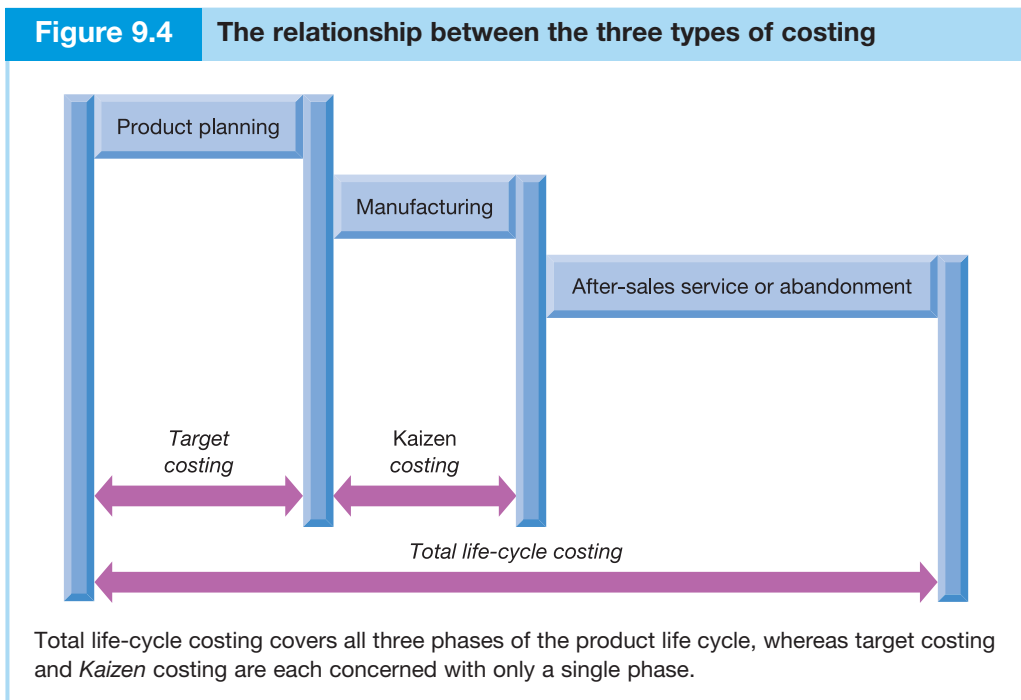 Figure 9.4
The relationship between the three types of costing
Product planning
Manufacturing
After-sales service or abandonment
Target
costing
Kaizen
costing
Total life-cycle costing
Total life-cycle costing covers all three phases of the product life cycle, whereas target costing
and Kaizen costing are each concerned with only a single phase.